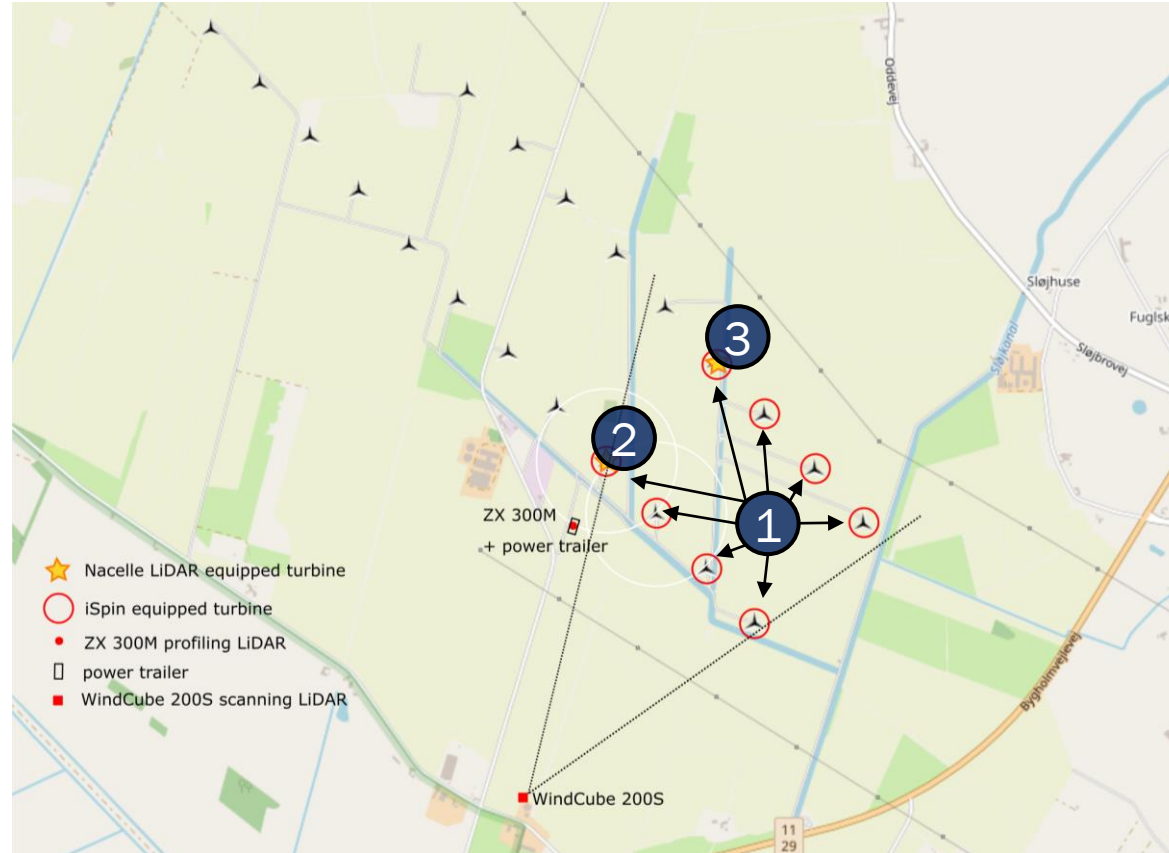 Oddevej
Sløjhuse
Fuglsk
Sløjkanal
Sløjbrovej
3
2
1
ZX 300M
+ power trailer
Nacelle LiDAR equipped turbine
iSpin equipped turbine
ZX 300M profiling LiDAR
power trailer
WindCube 200S scanning LiDAR
Bygholmvejlevej
WindCube 200S
11
29